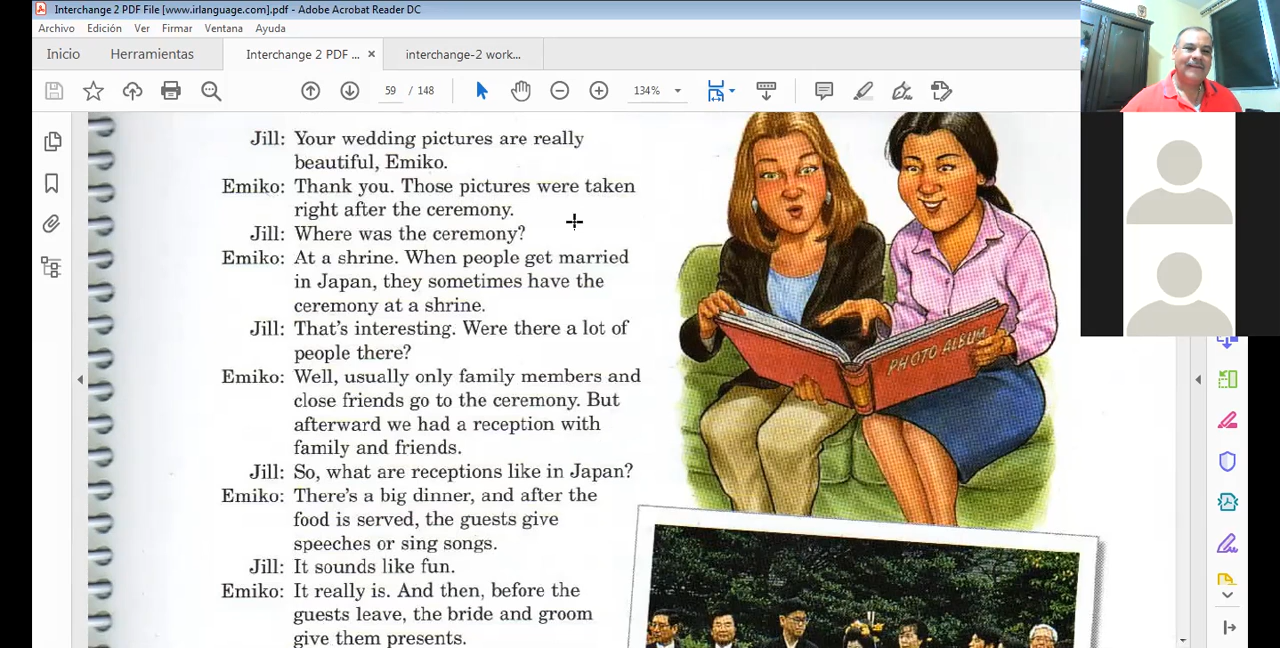 Interchange 2 PDF File [www.irlanguage.com].pdf - Adobe Acrobat Reader DC
Archivo Edición Ver Firmar Ventana Ayuda
Inicio Herramientas Interchange 2 PDF ... × interchange-2 work...
59 / 148 134%
Jill: Your wedding pictures are really
beautiful, Emiko.
Emiko: Thank you. Those pictures were taken
right after the ceremony.
Jill: Where was the ceremony?
Emiko: At a shrine. When people get married
in Japan, they sometimes have the
ceremony at a shrine.
Jill: That's interesting. Were there a lot of
people there?
Emiko: Well, usually only family members and
close friends go to the ceremony. But
afterward we had a reception with
family and friends.
Jill: So, what are receptions like in Japan?
Emiko: There's a big dinner, and after the
food is served, the guests give
speeches or sing songs.
Jill: It sounds like fun.
Emiko: It really is. And then, before the
guests leave, the bride and groom
give them presents.
PHOTO ALBUM